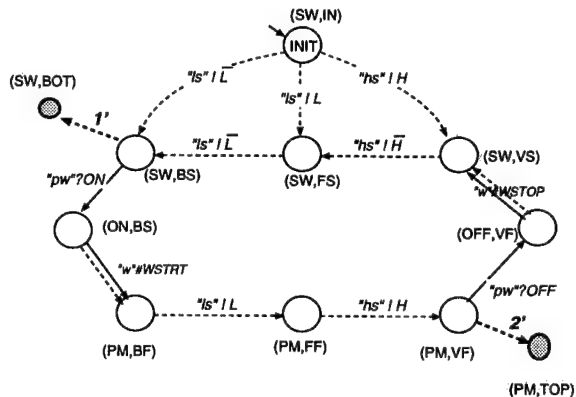 (SW,IN)
INIT
"ls" / L̅
"ls" / L
"hs" / H
(SW,BOT)
1'
"ls" / L̅
"hs" / H̅
(SW,BS)
(SW,FS)
(SW,VS)
"pw"?ON
"w"#WSTOP
(ON,BS)
(OFF,VF)
"w"#WSTRT
"pw"?OFF
"ls" / L
"hs" / H
2'
(PM,BF)
(PM,FF)
(PM,VF)
(PM,TOP)